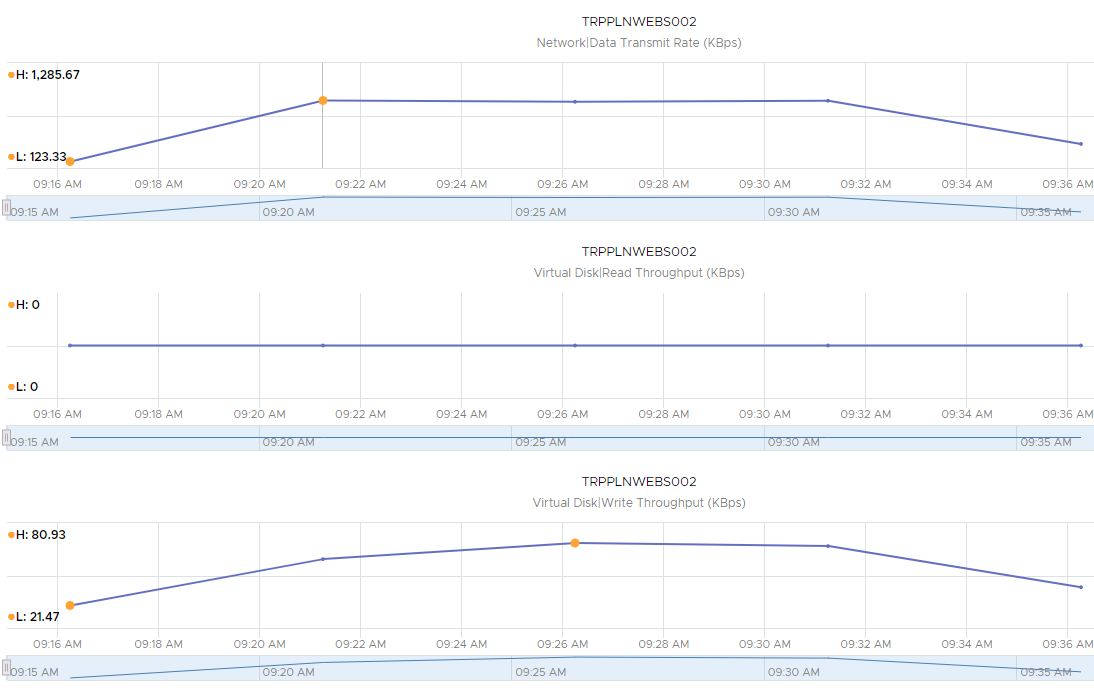 TRPPLNWEBS002
Network|Data Transmit Rate (KBps)
H: 1,285.67
L: 123.33
09:16 AM 09:18 AM 09:20 AM 09:22 AM 09:24 AM 09:26 AM 09:28 AM 09:30 AM 09:32 AM 09:34 AM 09:36 AM
09:15 AM 09:20 AM 09:25 AM 09:30 AM 09:35 AM
TRPPLNWEBS002
Virtual Disk|Read Throughput (KBps)
H: 0
L: 0
09:16 AM 09:18 AM 09:20 AM 09:22 AM 09:24 AM 09:26 AM 09:28 AM 09:30 AM 09:32 AM 09:34 AM 09:36 AM
09:15 AM 09:20 AM 09:25 AM 09:30 AM 09:35 AM
TRPPLNWEBS002
Virtual Disk|Write Throughput (KBps)
H: 80.93
L: 21.47
09:16 AM 09:18 AM 09:20 AM 09:22 AM 09:24 AM 09:26 AM 09:28 AM 09:30 AM 09:32 AM 09:34 AM 09:36 AM
09:15 AM 09:20 AM 09:25 AM 09:30 AM 09:35 AM